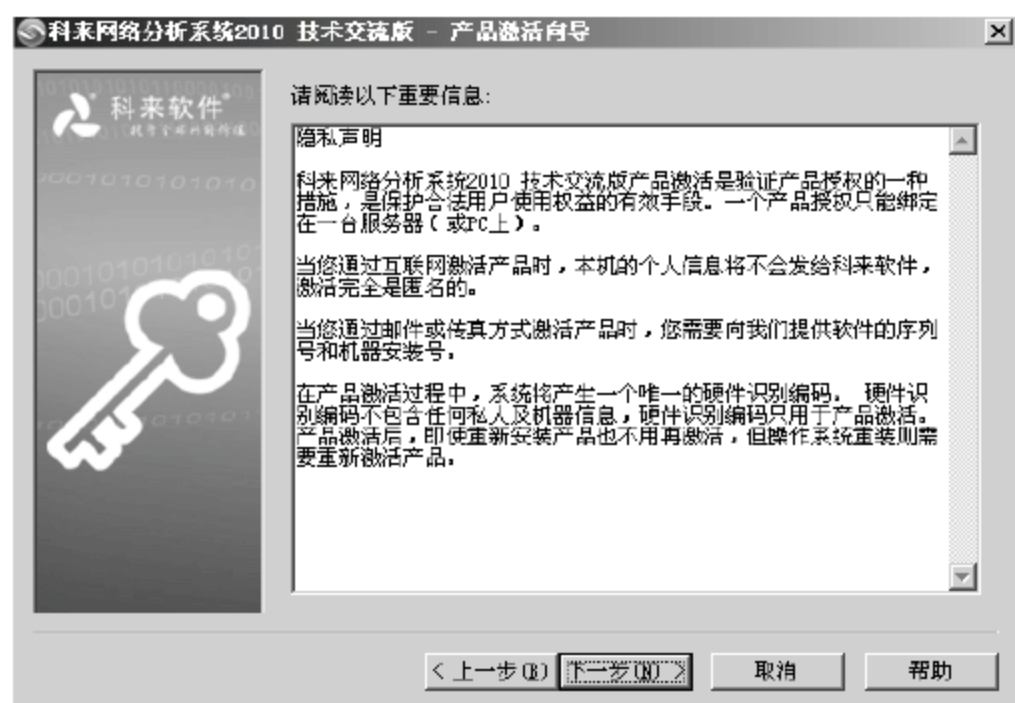 科来网络分析系统2010 技术交流版 - 产品激活向导
科来软件
请阅读以下重要信息:
隐私声明
科来网络分析系统2010 技术交流版产品激活是验证产品授权的一种
措施，是保护合法用户使用权益的有效手段。一个产品授权只能绑定
在一台服务器( 或PC上 )。
当您通过互联网激活产品时，本机的个人信息将不会发给科来软件，
激活完全是匿名的。
当您通过邮件或传真方式激活产品时，您需要向我们提供软件的序列
号和机器安装号。
在产品激活过程中，系统将产生一个唯一的硬件识别编码。 硬件识
别编码不包含任何私人及机器信息，硬件识别编码只用于产品激活。
产品激活后，即使重新安装产品也不用再激活，但操作系统重装则需
要重新激活产品。
< 上一步(B)
下一步(N) >
取消
帮助